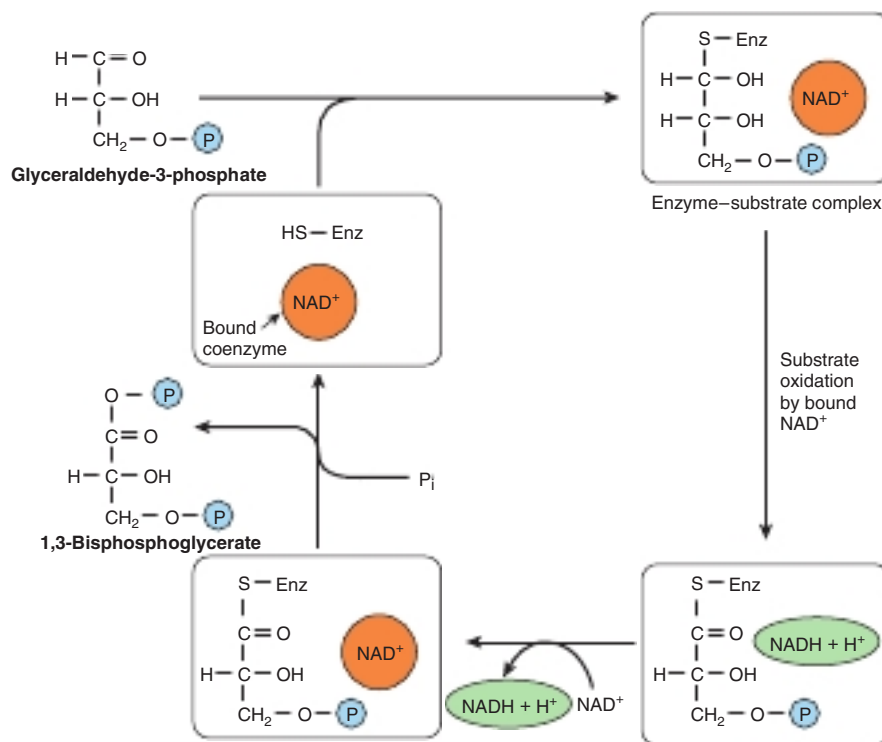 H–C=O
H–C–OH
CH₂–O–P
Glyceraldehyde-3-phosphate
S–Enz
H–C–OH
H–C–OH
CH₂–O–P
NAD⁺
Enzyme–substrate complex
HS–Enz
NAD⁺
Bound
coenzyme
Substrate
oxidation
by bound
NAD⁺
O–P
C=O
H–C–OH
CH₂–O–P
1,3-Bisphosphoglycerate
Pᵢ
S–Enz
C=O
H–C–OH
CH₂–O–P
NAD⁺
NADH + H⁺
NAD⁺
S–Enz
C=O
H–C–OH
CH₂–O–P
NADH + H⁺